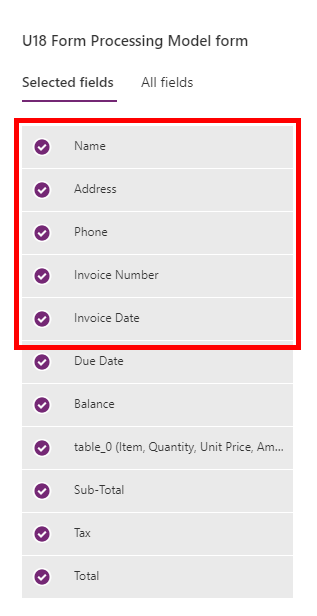 U18 Form Processing Model form
Selected fields All fields
Name
Address
Phone
Invoice Number
Invoice Date
Due Date
Balance
table_0 (Item, Quantity, Unit Price, Am...
Sub-Total
Tax
Total